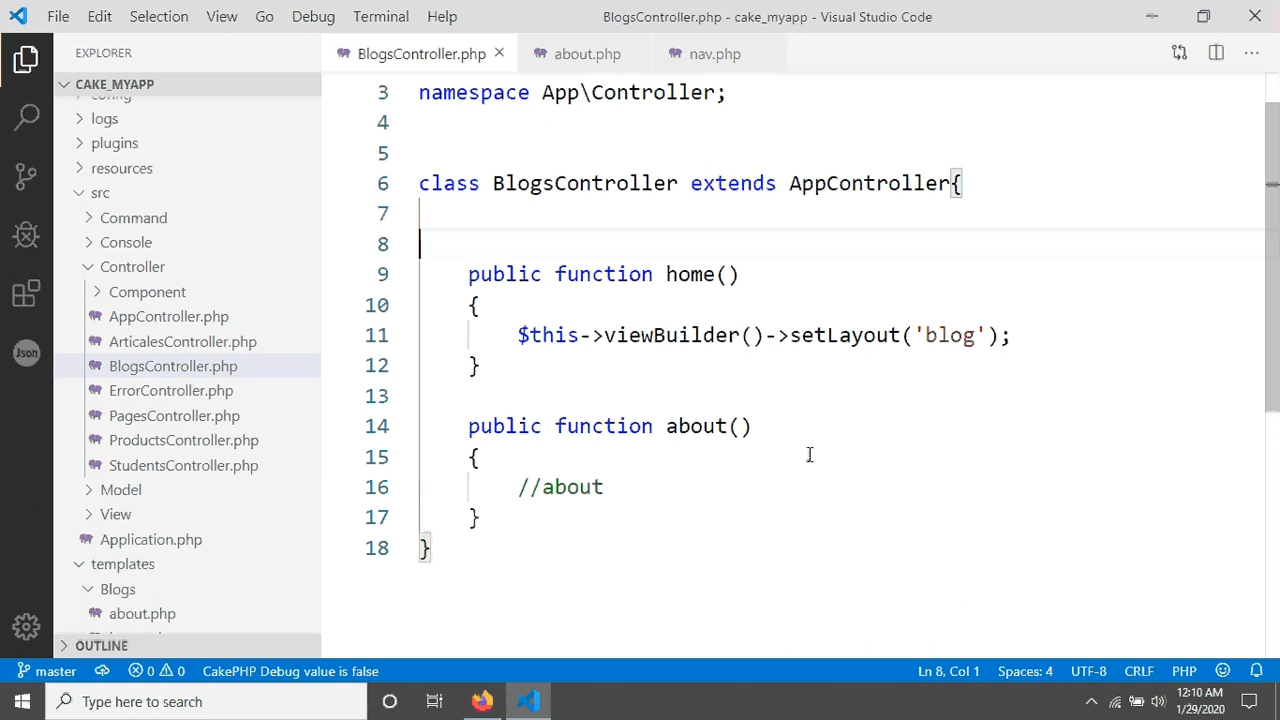 File Edit Selection View Go Debug Terminal Help BlogsController.php - cake_myapp - Visual Studio Code
EXPLORER
BlogsController.php about.php nav.php
CAKE_MYAPP
config
logs
plugins
resources
src
Command
Console
Controller
Component
AppController.php
ArticalesController.php
BlogsController.php
ErrorController.php
PagesController.php
ProductsController.php
StudentsController.php
Model
View
Application.php
templates
Blogs
about.php
OUTLINE
Json
3 namespace App\Controller;
4
5
6 class BlogsController extends AppController{
7
8
9 public function home()
10 {
11 $this->viewBuilder()->setLayout('blog');
12 }
13
14 public function about()
15 {
16 //about
17 }
18 }
master 0 0 CakePHP Debug value is false Ln 8, Col 1 Spaces: 4 UTF-8 CRLF PHP
Type here to search
12:10 AM
1/29/2020